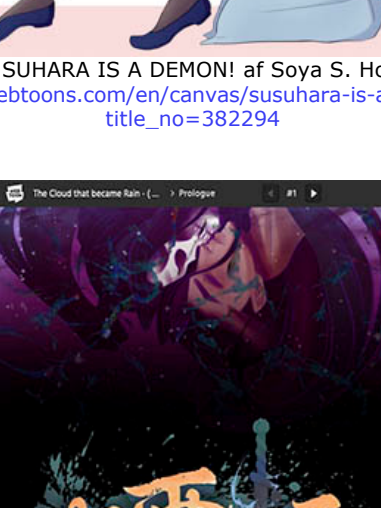 SUHARA IS A DEMON! af Soya S. Ho
ebtoons.com/en/canvas/susuhara-is-a
title_no=382294
The Cloud that became Rain - ( ... > Prologue #1